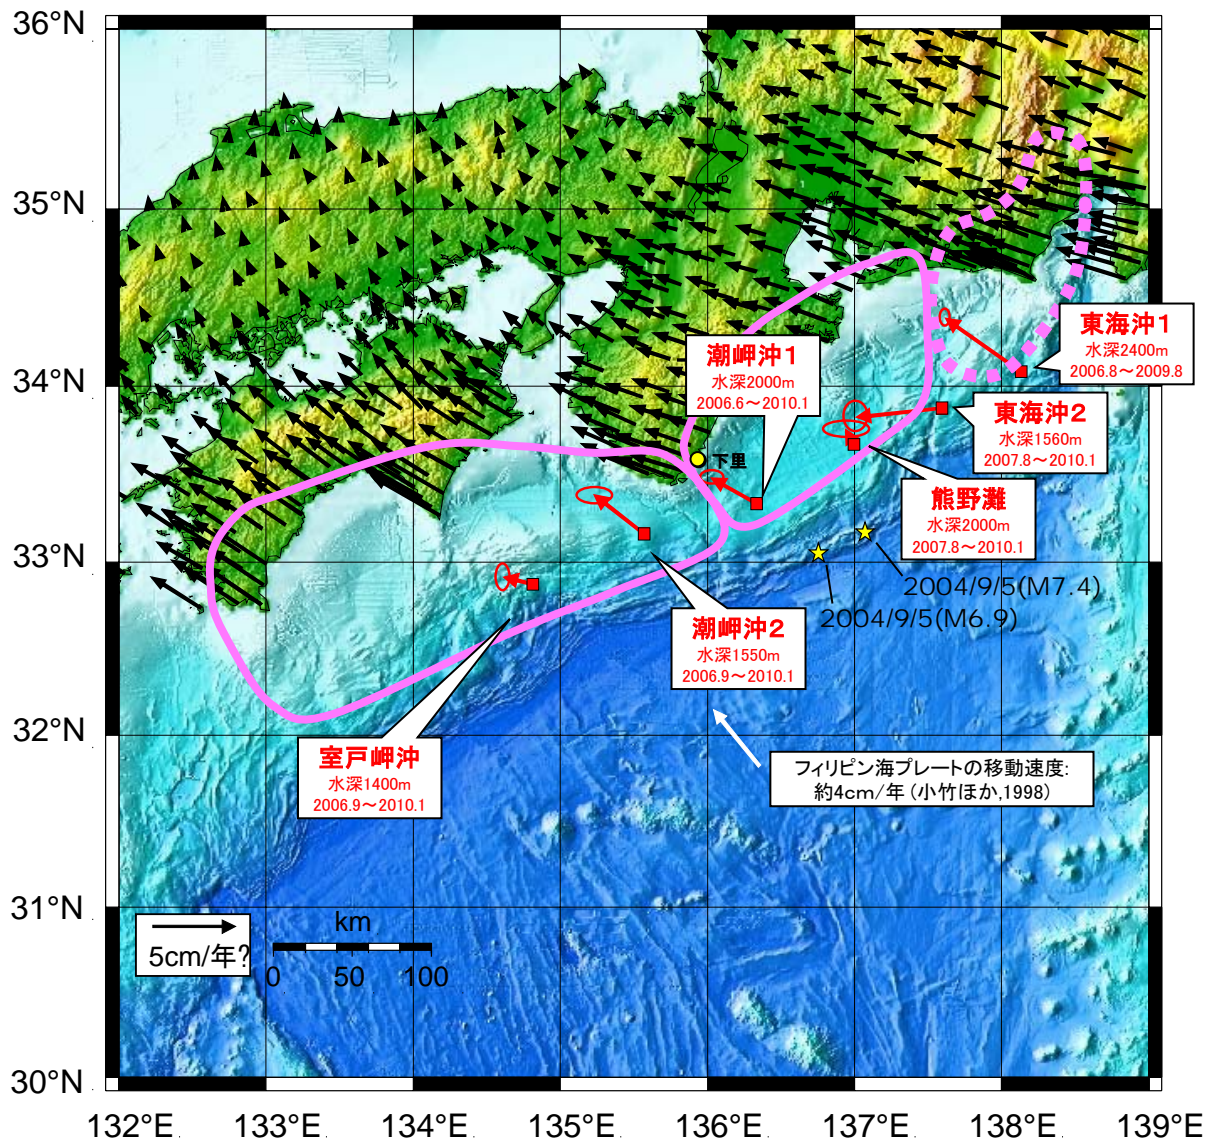 36°N
35°N
34°N
33°N
32°N
31°N
30°N
東海沖1
水深2400m
2006.8～2009.8
潮岬沖1
水深2000m
2006.6～2010.1
東海沖2
水深1560m
2007.8～2010.1
下里
熊野灘
水深2000m
2007.8～2010.1
2004/9/5(M7.4)
2004/9/5(M6.9)
潮岬沖2
水深1550m
2006.9～2010.1
室戸岬沖
水深1400m
2006.9～2010.1
フィリピン海プレートの移動速度:
約4cm/年 (小竹ほか,1998)
5cm/年?
km
0 50 100
132°E 133°E 134°E 135°E 136°E 137°E 138°E 139°E